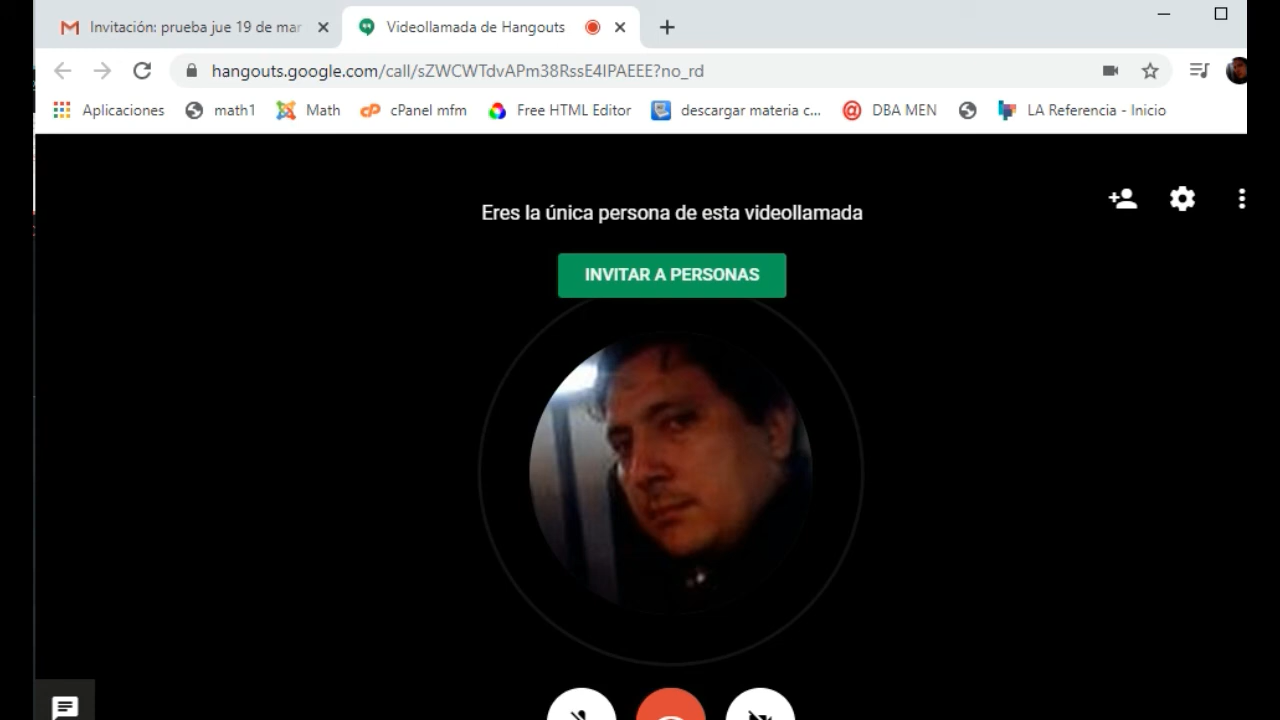 Invitación: prueba jue 19 de mar
Videollamada de Hangouts
hangouts.google.com/call/sZWCWTdvAPm38RssE4IPAEEE?no_rd
Aplicaciones math1 Math cPanel mfm Free HTML Editor descargar materia c... DBA MEN LA Referencia - Inicio
Eres la única persona de esta videollamada
INVITAR A PERSONAS